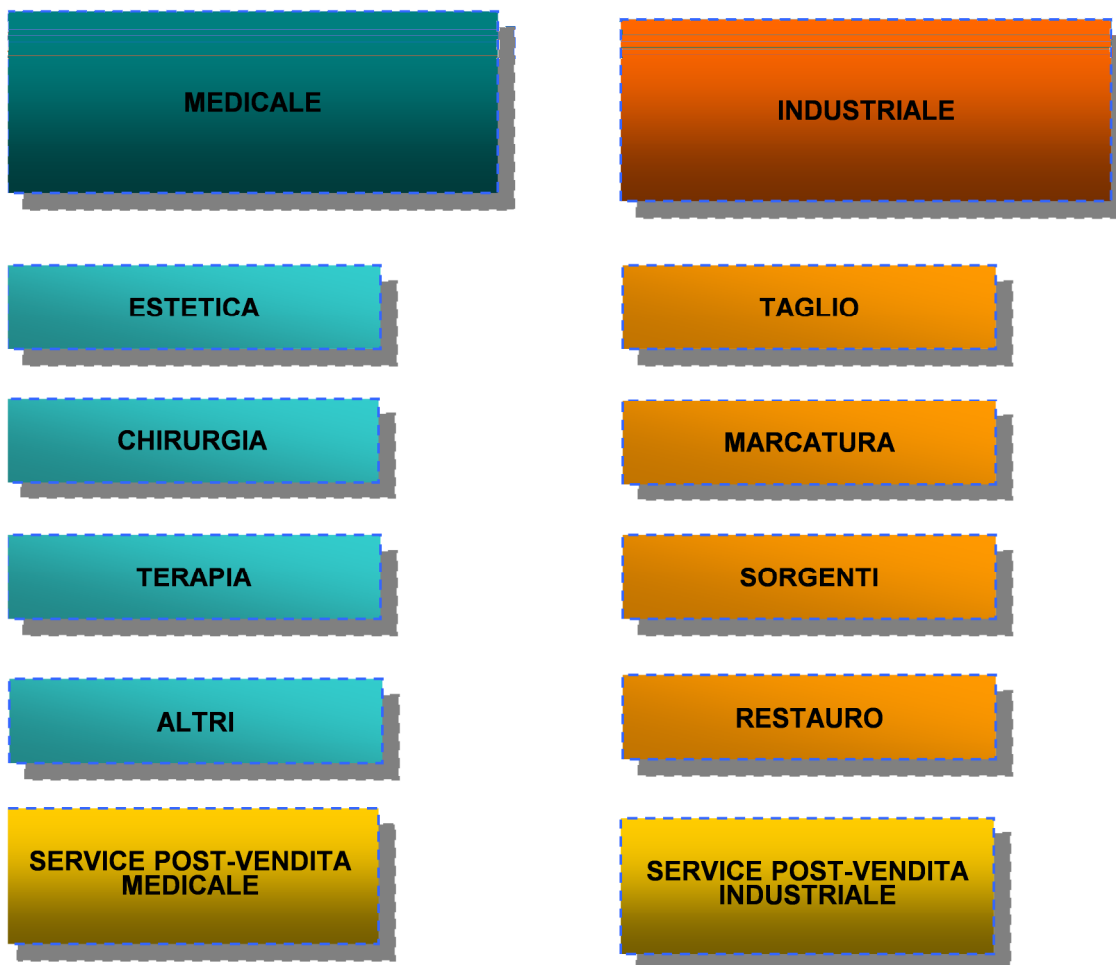 MEDICALE
INDUSTRIALE
ESTETICA
TAGLIO
CHIRURGIA
MARCATURA
TERAPIA
SORGENTI
ALTRI
RESTAURO
SERVICE POST-VENDITA
MEDICALE
SERVICE POST-VENDITA
INDUSTRIALE